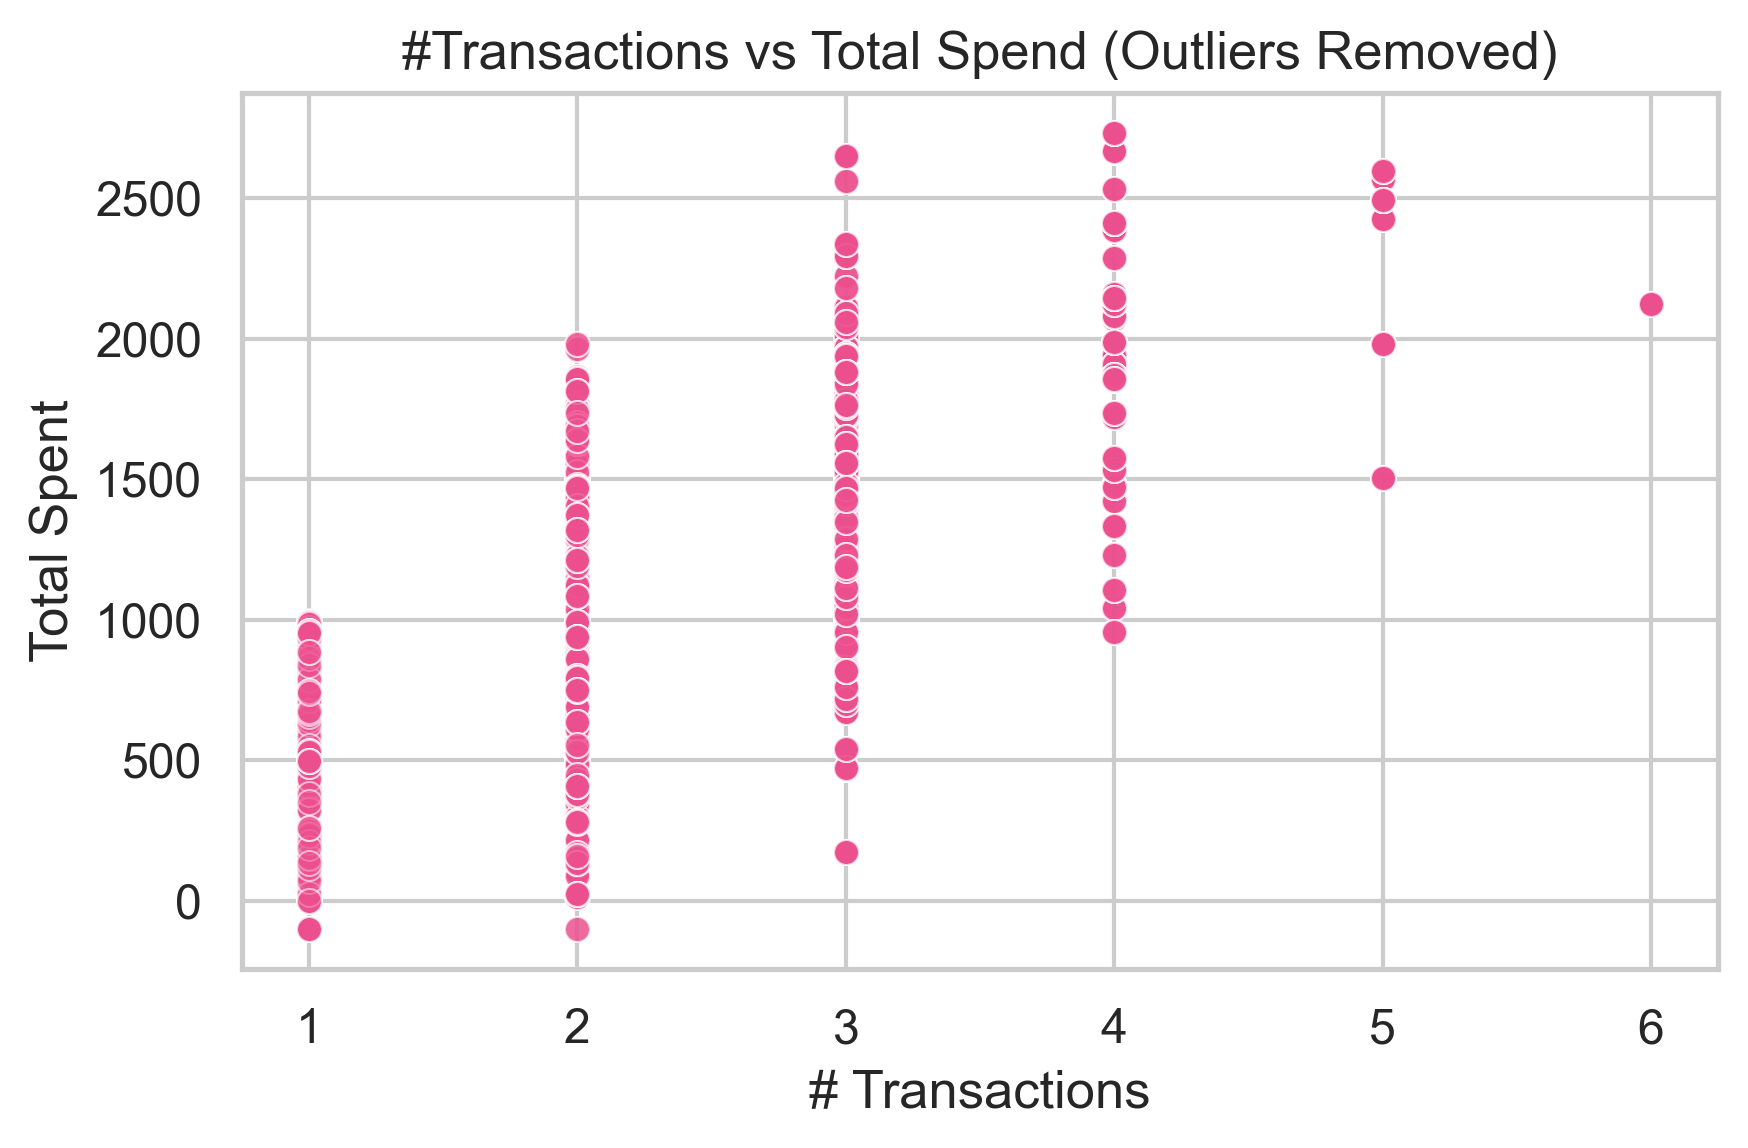 #Transactions vs Total Spend (Outliers Removed)
Total Spent
2500
2000
1500
1000
500
0
1 2 3 4 5 6
# Transactions